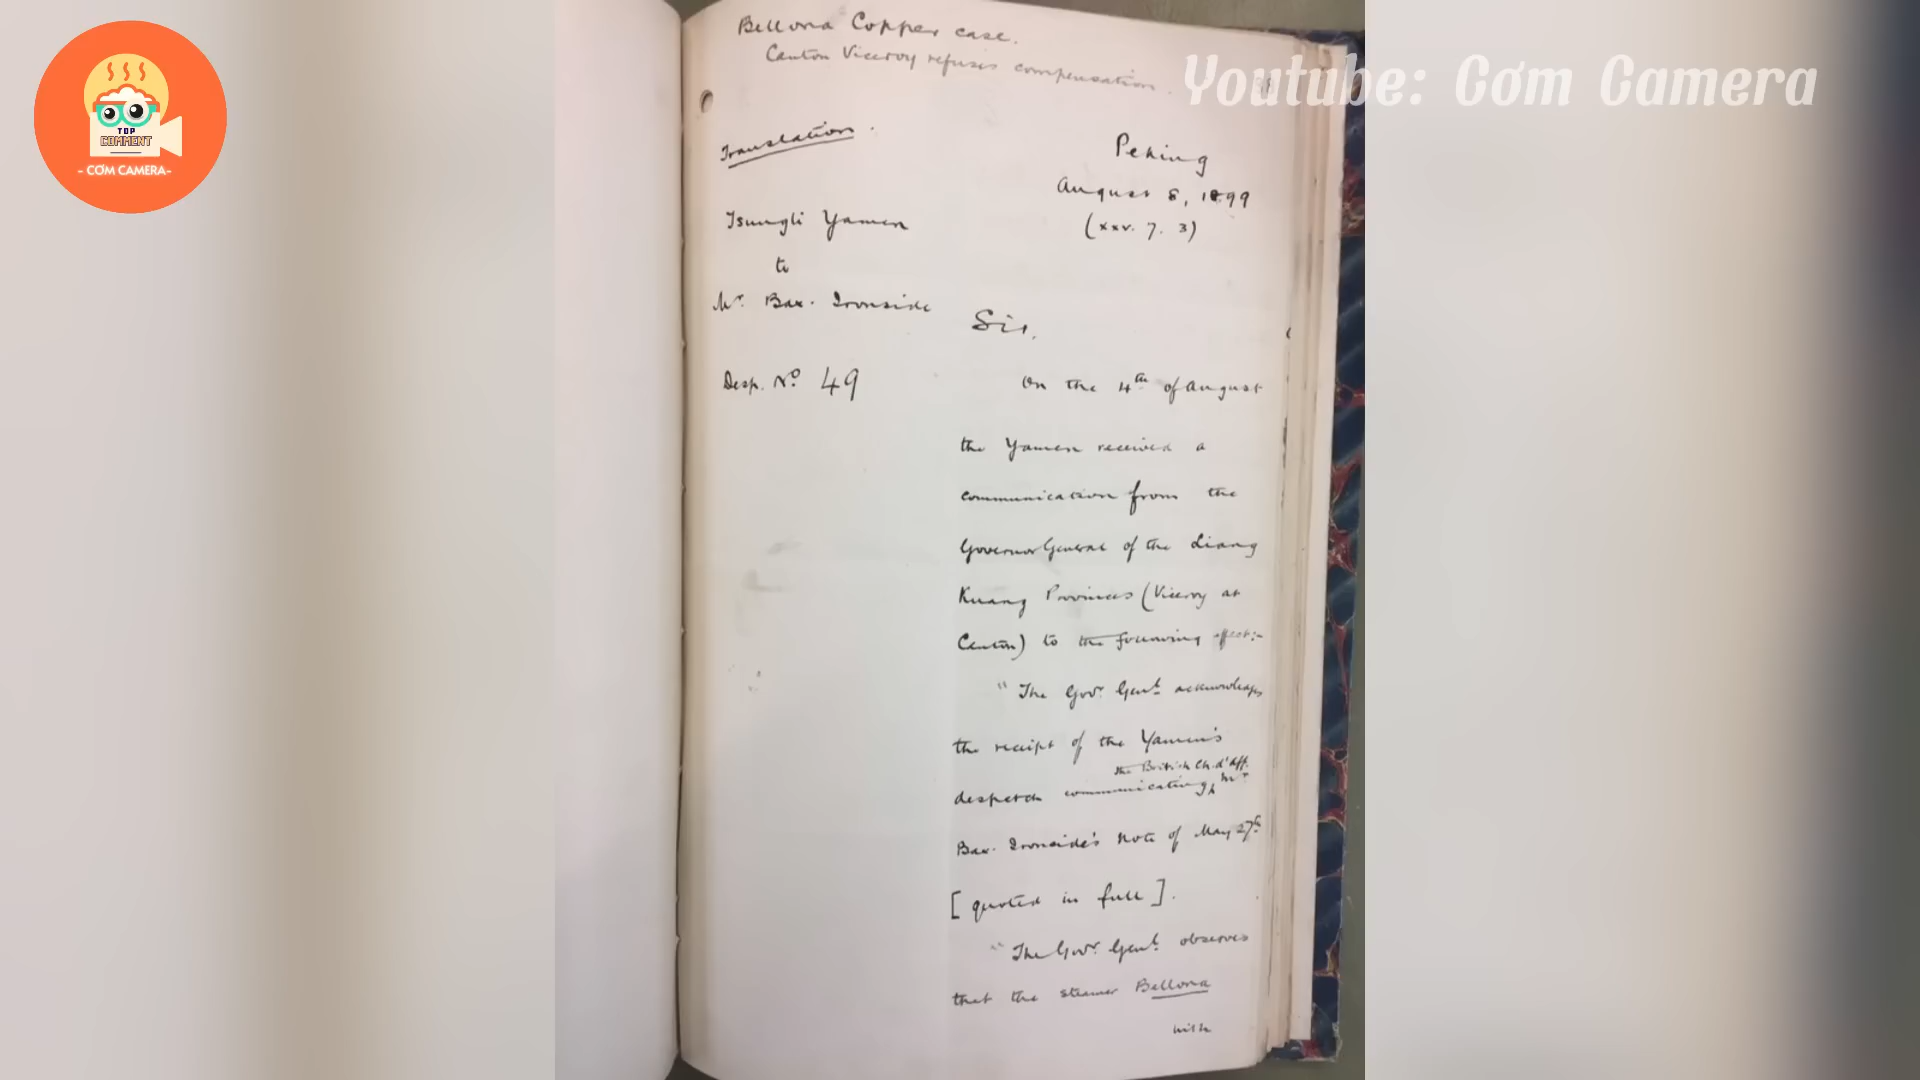 Bellona Copper case.
Canton Viceroy refuses compensation.
Youtube: Cơm Camera
TOP
COMMENT
- CƠM CAMERA -
Translation.
Peking
August 8, 1899
(xxv. 7. 3)
Tsungli Yamen
to
Mr. Bax. Ironside
Sir,
Desp. No 49
On the 4th of August
the Yamen received a
communication from the
Governor General of the Liang
Kuang Provinces (Viceroy at
Canton) to the following effect:-
"The Govr. Genl. acknowledges
the receipt of the Yamen's
the British Ch. d'Aff.
despatch communicating Mr
Bax. Ironside's Note of May 27th
[quoted in full].
"The Govr. Genl. observes
that the steamer Bellona
with